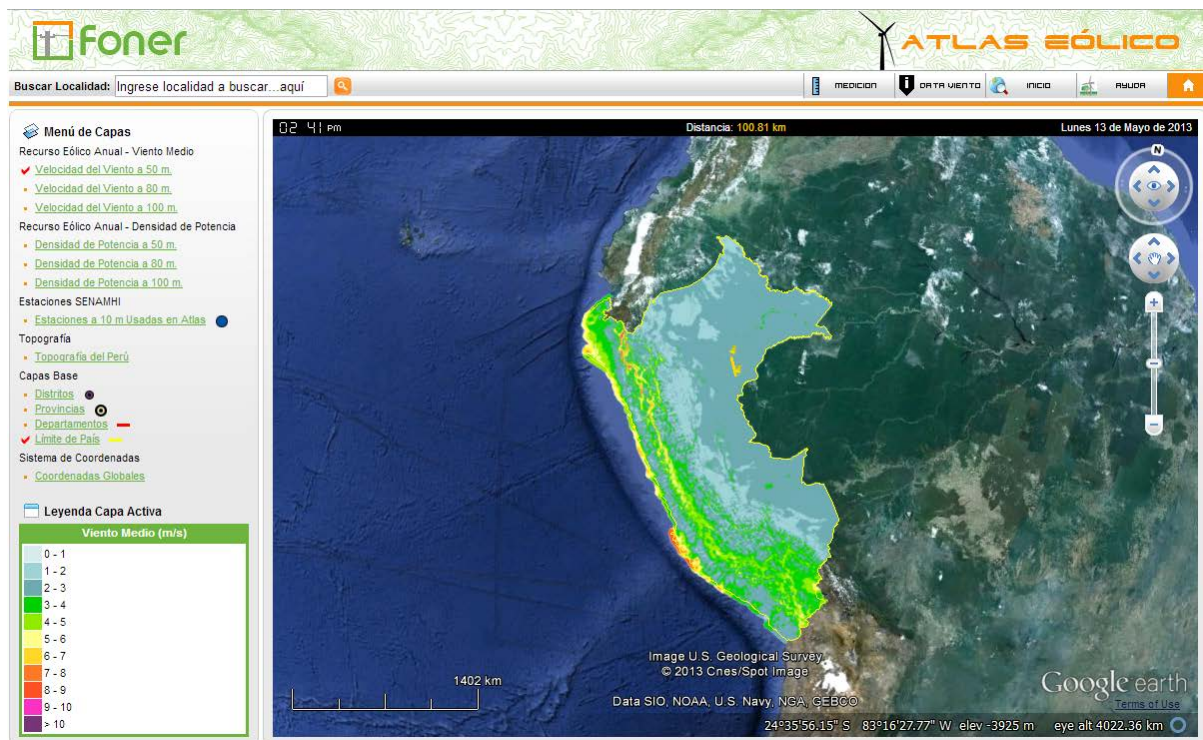 Foner
ATLAS EÓLICO
Buscar Localidad: Ingrese localidad a buscar...aquí
MEDICION
DATA VIENTO
INICIO
AYUDA
Menú de Capas
Recurso Eólico Anual - Viento Medio
Velocidad del Viento a 50 m.
Velocidad del Viento a 80 m.
Velocidad del Viento a 100 m.
Recurso Eólico Anual - Densidad de Potencia
Densidad de Potencia a 50 m.
Densidad de Potencia a 80 m.
Densidad de Potencia a 100 m.
Estaciones SENAMHI
Estaciones a 10 m Usadas en Atlas
Topografía
Topografía del Perú
Capas Base
Distritos
Provincias
Departamentos
Límite de País
Sistema de Coordenadas
Coordenadas Globales
Leyenda Capa Activa
Viento Medio (m/s)
0 - 1
1 - 2
2 - 3
3 - 4
4 - 5
5 - 6
6 - 7
7 - 8
8 - 9
9 - 10
> 10
02 41 PM
Distancia: 100.81 km
Lunes 13 de Mayo de 2013
N
1402 km
Image U.S. Geological Survey
© 2013 Cnes/Spot Image
Data SIO, NOAA, U.S. Navy, NGA, GEBCO
Google earth
Terms of Use
24°35'56.15" S 83°16'27.77" W elev -3925 m eye alt 4022.36 km